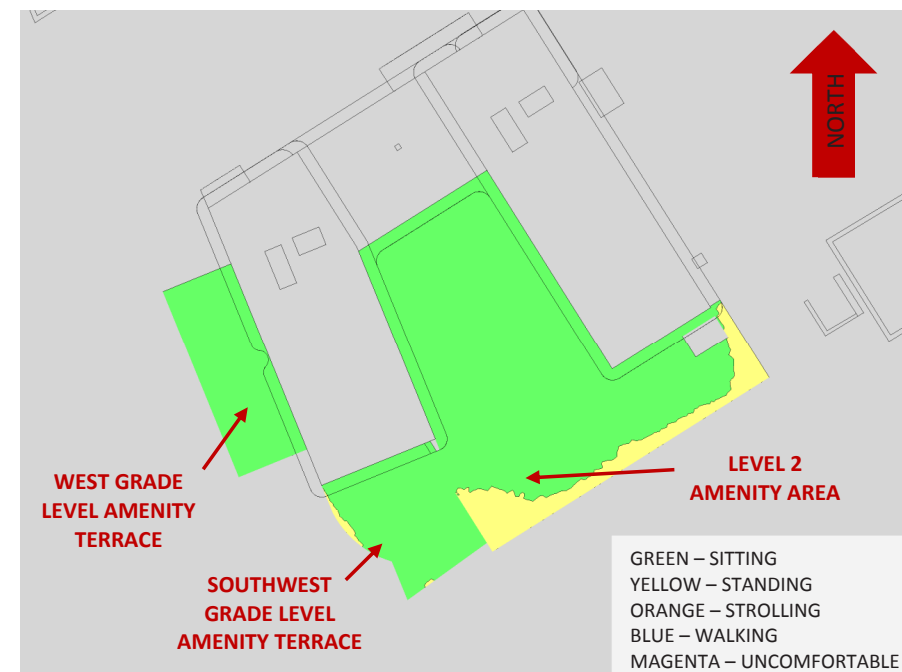 NORTH
WEST GRADE
LEVEL AMENITY
TERRACE
LEVEL 2
AMENITY AREA
SOUTHWEST
GRADE LEVEL
AMENITY TERRACE
GREEN – SITTING
YELLOW – STANDING
ORANGE – STROLLING
BLUE – WALKING
MAGENTA – UNCOMFORTABLE